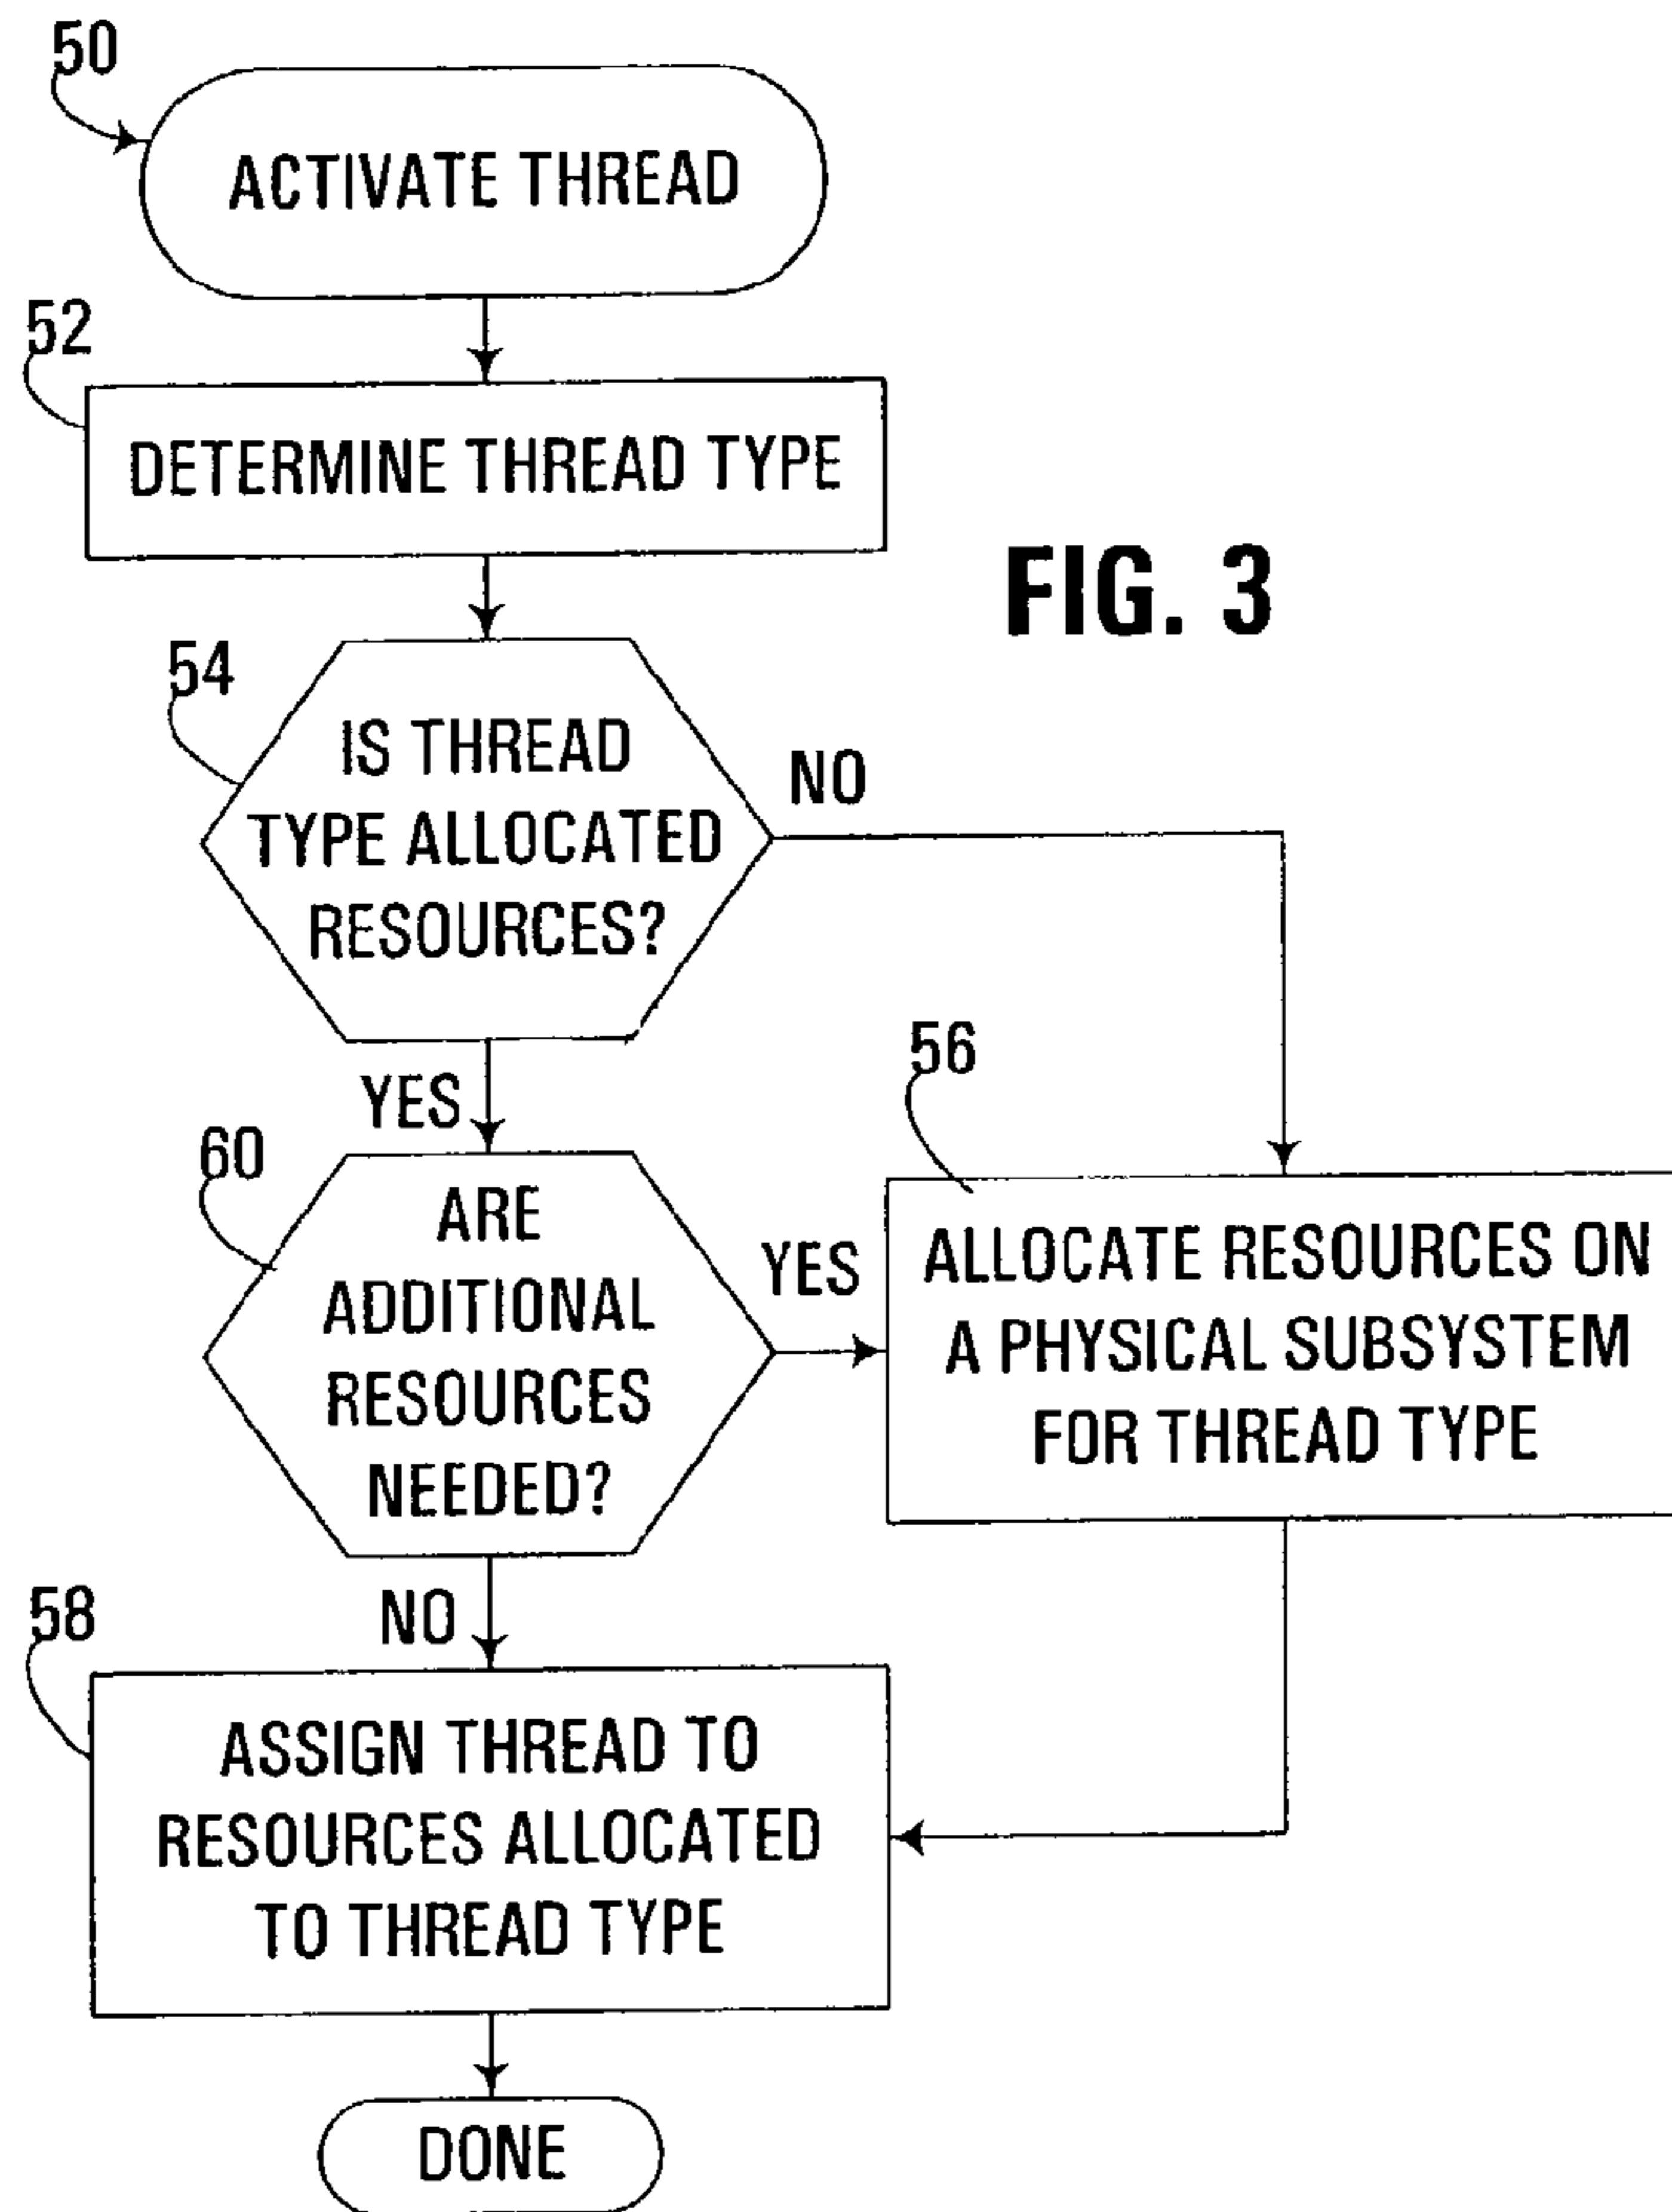 50
ACTIVATE THREAD
52
DETERMINE THREAD TYPE
FIG. 3
54
IS THREAD
TYPE ALLOCATED
RESOURCES?
NO
YES
56
60
ARE
ADDITIONAL
RESOURCES
NEEDED?
YES
ALLOCATE RESOURCES ON
A PHYSICAL SUBSYSTEM
FOR THREAD TYPE
NO
58
ASSIGN THREAD TO
RESOURCES ALLOCATED
TO THREAD TYPE
DONE